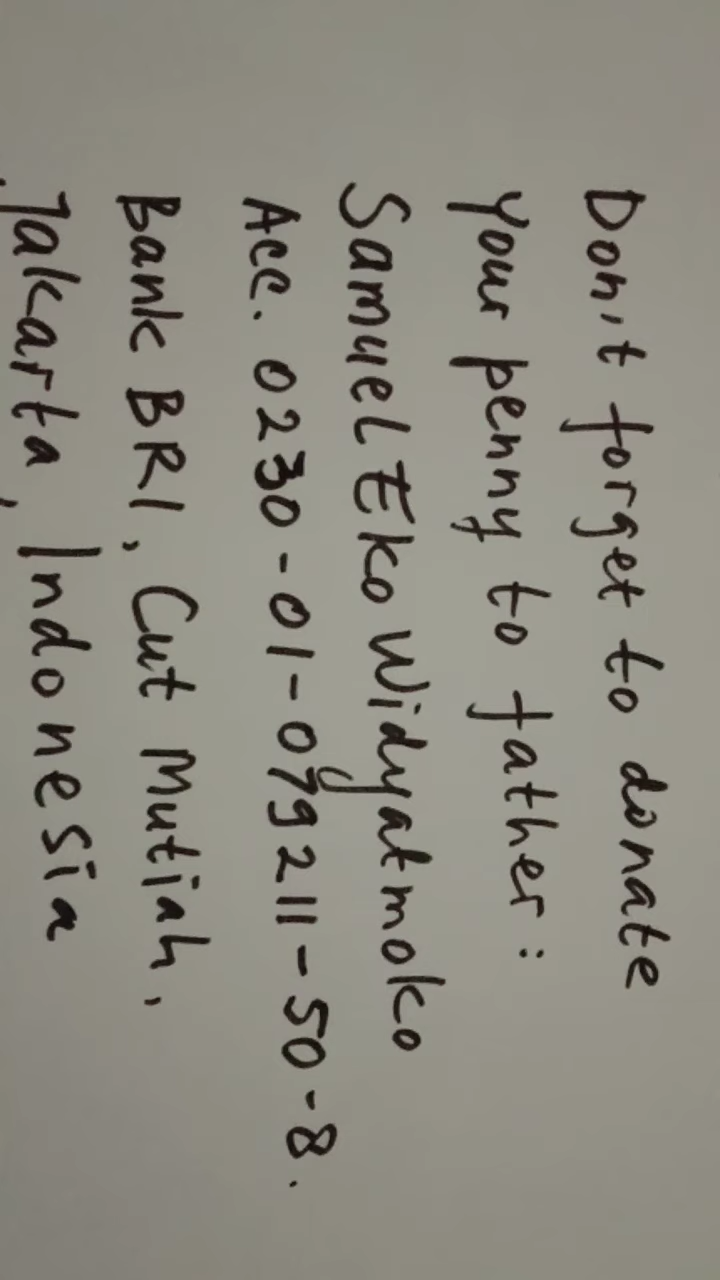 Don't forget to donate
your penny to father:
Samuel Eko Widyatmoko
Acc. 0230-01-079211-50-8.
Bank BRI, Cut Mutiah,
Jakarta, Indonesia